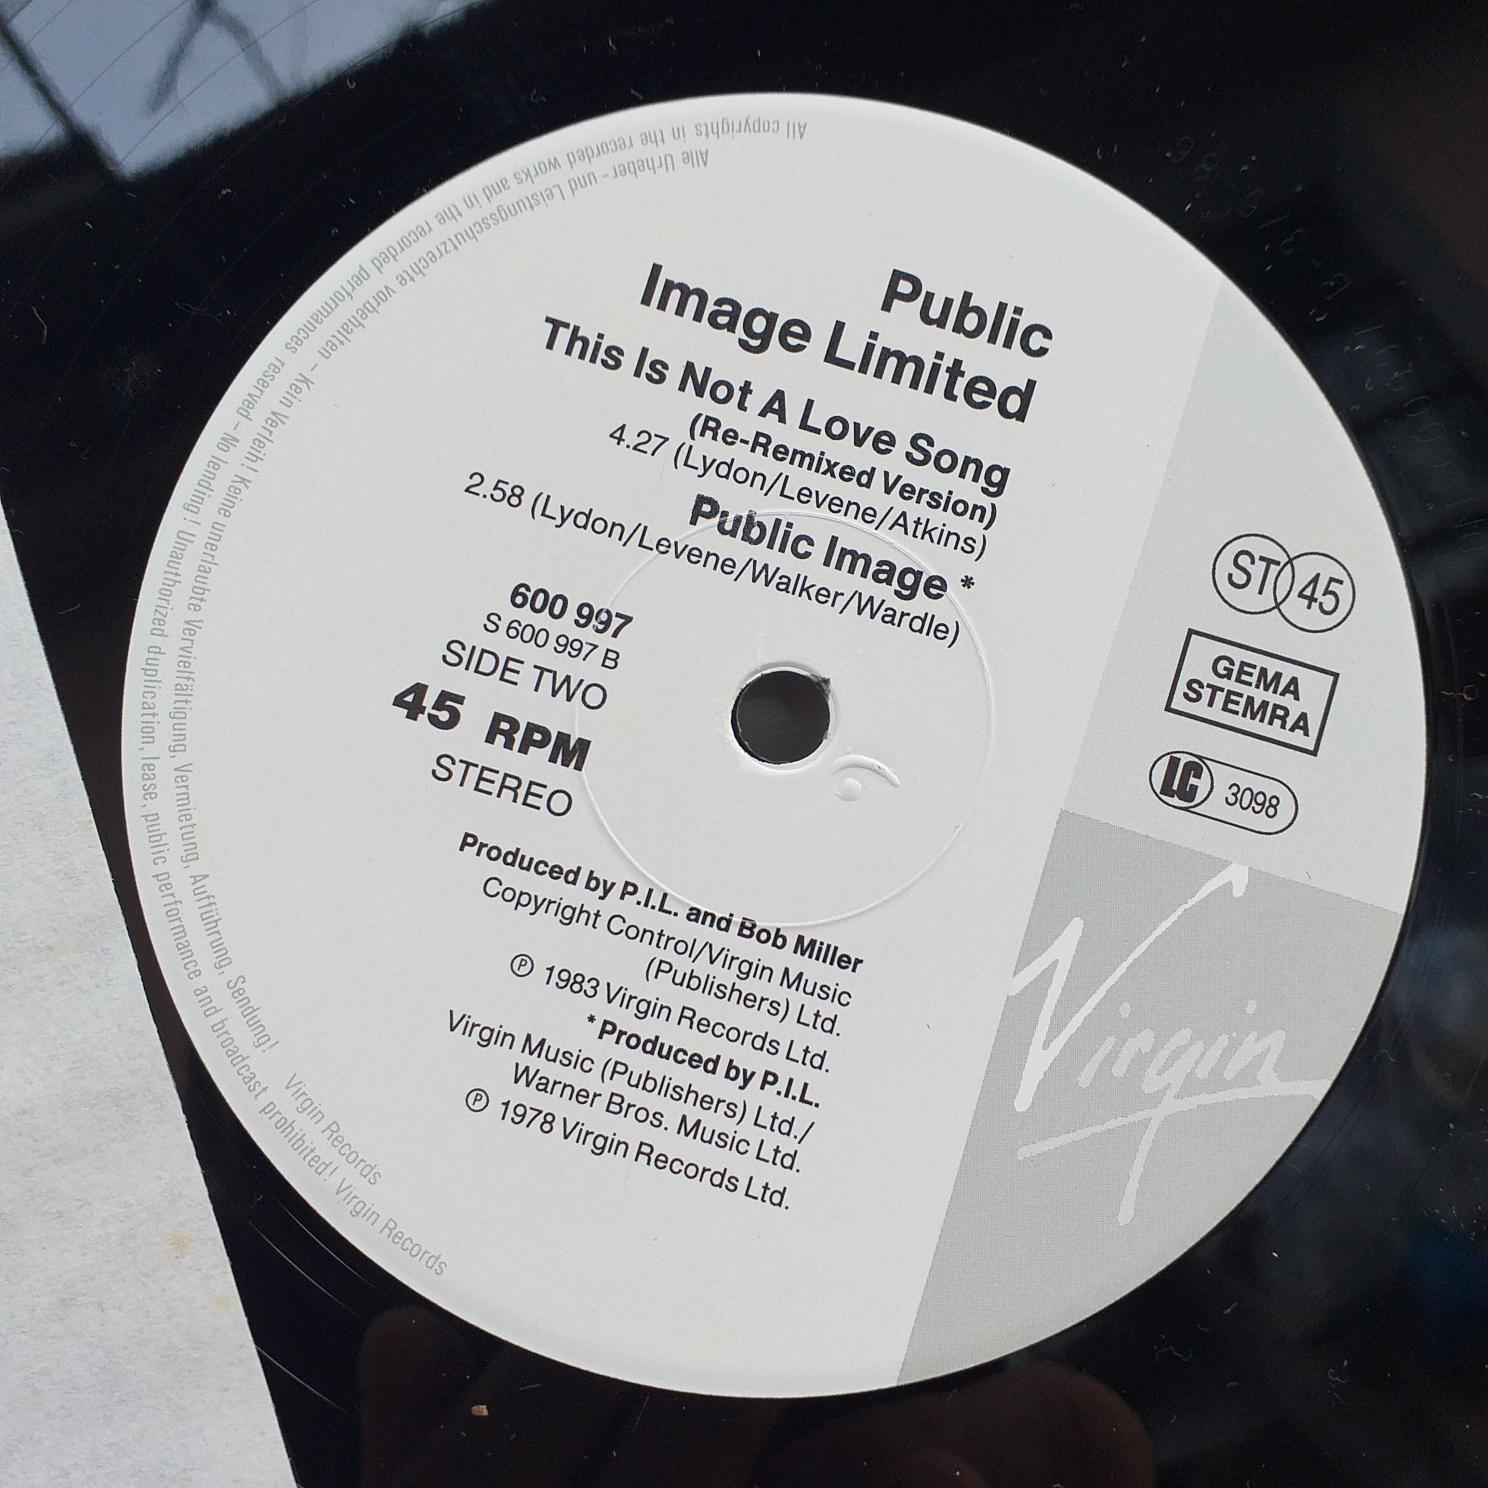 Public
Image Limited
This Is Not A Love Song
(Re-Remixed Version)
4.27 (Lydon/Levene/Atkins)
Public Image *
2.58 (Lydon/Levene/Walker/Wardle)
600 997
S 600 997 B
SIDE TWO
45 RPM
STEREO
ST 45
GEMA
STEMRA
LC 3098
Produced by P.I.L. and Bob Miller
Copyright Control/Virgin Music
(Publishers) Ltd.
℗ 1983 Virgin Records Ltd.
*Produced by P.I.L.
Virgin Music (Publishers) Ltd./
Warner Bros. Music Ltd.
℗ 1978 Virgin Records Ltd.
Virgin
Alle Urheber- und Leistungsschutzrechte vorbehalten – Kein Verleih! Keine unerlaubte Vervielfältigung, Vermietung, Aufführung, Sendung! Virgin Records
All copyrights in the recorded works and in the recorded performances reserved – No lending! Unauthorized duplication, lease, public performance and broadcast prohibited! Virgin Records